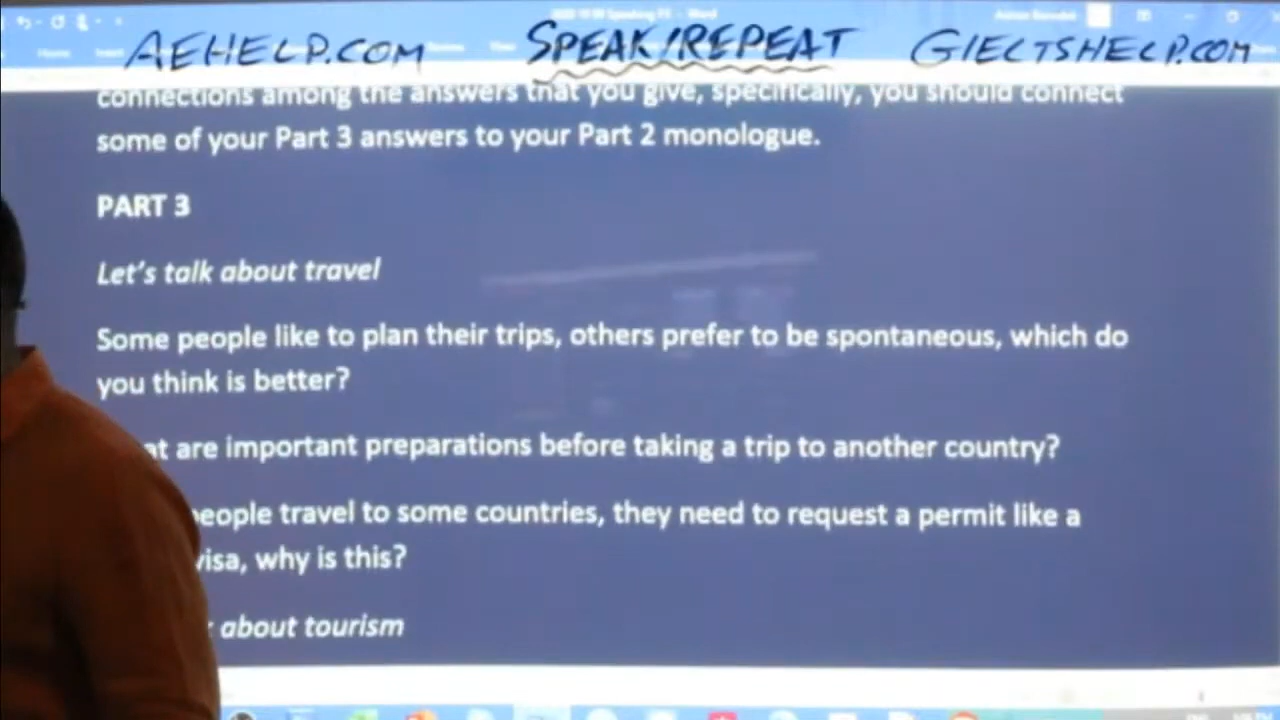 AEHELP.COM SPEAK/REPEAT GIELTSHELP.COM
connections among the answers that you give, specifically, you should connect
some of your Part 3 answers to your Part 2 monologue.
PART 3
Let's talk about travel
Some people like to plan their trips, others prefer to be spontaneous, which do
you think is better?
at are important preparations before taking a trip to another country?
people travel to some countries, they need to request a permit like a
visa, why is this?
about tourism